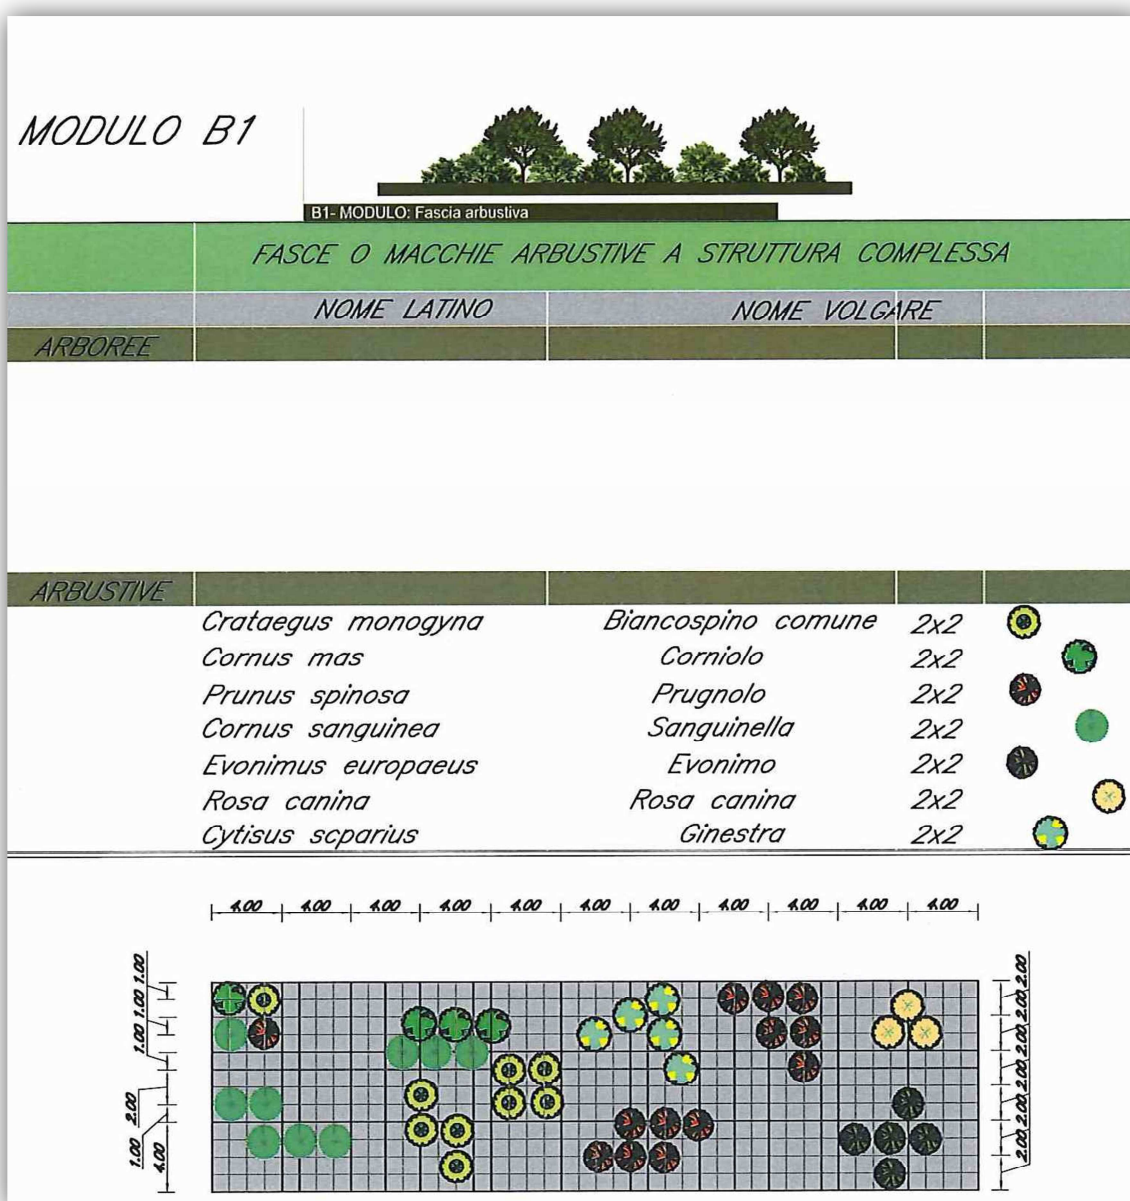 MODULO B1
B1- MODULO: Fascia arbustiva
FASCE O MACCHIE ARBUSTIVE A STRUTTURA COMPLESSA
NOME LATINO NOME VOLGARE
ARBOREE
ARBUSTIVE
Crataegus monogyna Biancospino comune 2x2
Cornus mas Corniolo 2x2
Prunus spinosa Prugnolo 2x2
Cornus sanguinea Sanguinella 2x2
Evonimus europaeus Evonimo 2x2
Rosa canina Rosa canina 2x2
Cytisus scparius Ginestra 2x2
4.00 4.00 4.00 4.00 4.00 4.00 4.00 4.00 4.00 4.00 4.00
1.00 1.00 1.00
2.00
1.00 4.00
2.00 2.00 2.00 2.00 2.00 2.00